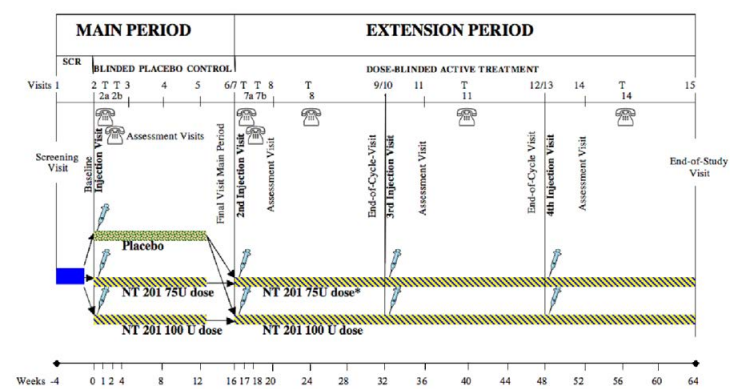 MAIN PERIOD EXTENSION PERIOD
SCR BLINDED PLACEBO CONTROL DOSE-BLINDED ACTIVE TREATMENT
Visits 1 2 T T 3 4 5 6/7 T T 8 T 9/10 11 T 12/13 14 T 15
2a 2b 7a 7b 8 11 14
Screening
Visit
Baseline
Injection Visit
Assessment Visits
Final Visit Main Period
2nd Injection Visit
Assessment Visit
End-of-Cycle-Visit
3rd Injection Visit
Assessment Visit
End-of-Cycle Visit
4th Injection Visit
Assessment Visit
End-of-Study
Visit
Placebo
NT 201 75U dose NT 201 75U dose*
NT 201 100 U dose NT 201 100 U dose
Weeks -4 0 1 2 4 8 12 16 17 18 20 24 28 32 36 40 44 48 52 56 60 64